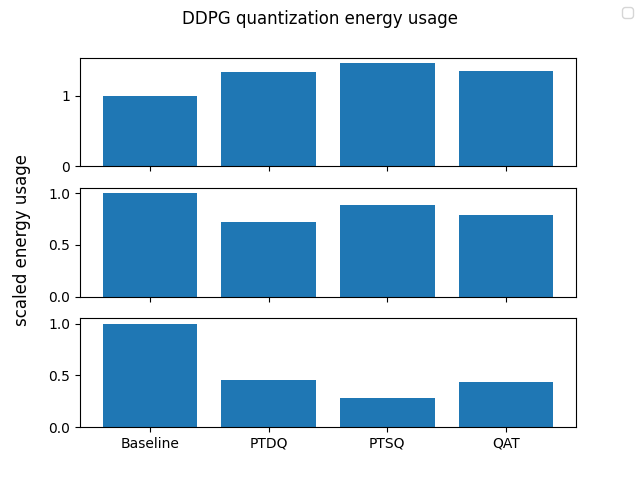 DDPG quantization energy usage
scaled energy usage
1
0
1.0
0.5
0.0
1.0
0.5
0.0
Baseline PTDQ PTSQ QAT